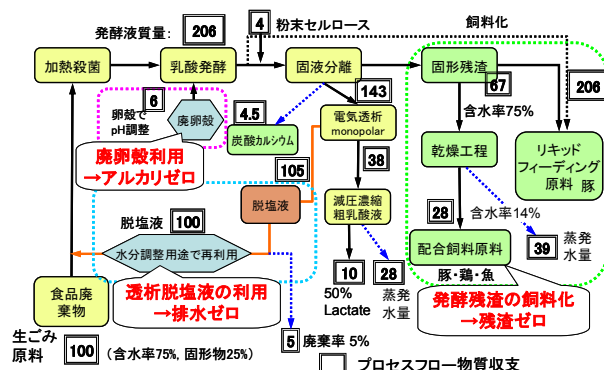 発酵液質量：
206
4
粉末セルロース
飼料化
加熱殺菌
乳酸発酵
固液分離
固形残渣
67
206
143
6
卵殻で
pH調整
廃卵殻
4.5
炭酸カルシウム
電気透析
monopolar
含水率75%
乾燥工程
リキッド
フィーディング
原料 豚
廃卵殻利用
→アルカリゼロ
105
38
脱塩液
100
脱塩液
減圧濃縮
粗乳酸液
28
含水率14%
水分調整用途で再利用
配合飼料原料
39
蒸発
水量
豚・鶏・魚
10
28
50%
Lactate
蒸発
水量
食品廃
棄物
透析脱塩液の利用
→排水ゼロ
発酵残渣の飼料化
→残渣ゼロ
生ごみ
原料
100
(含水率75%, 固形物25%)
5
廃棄率 5%
プロセスフロー物質収支